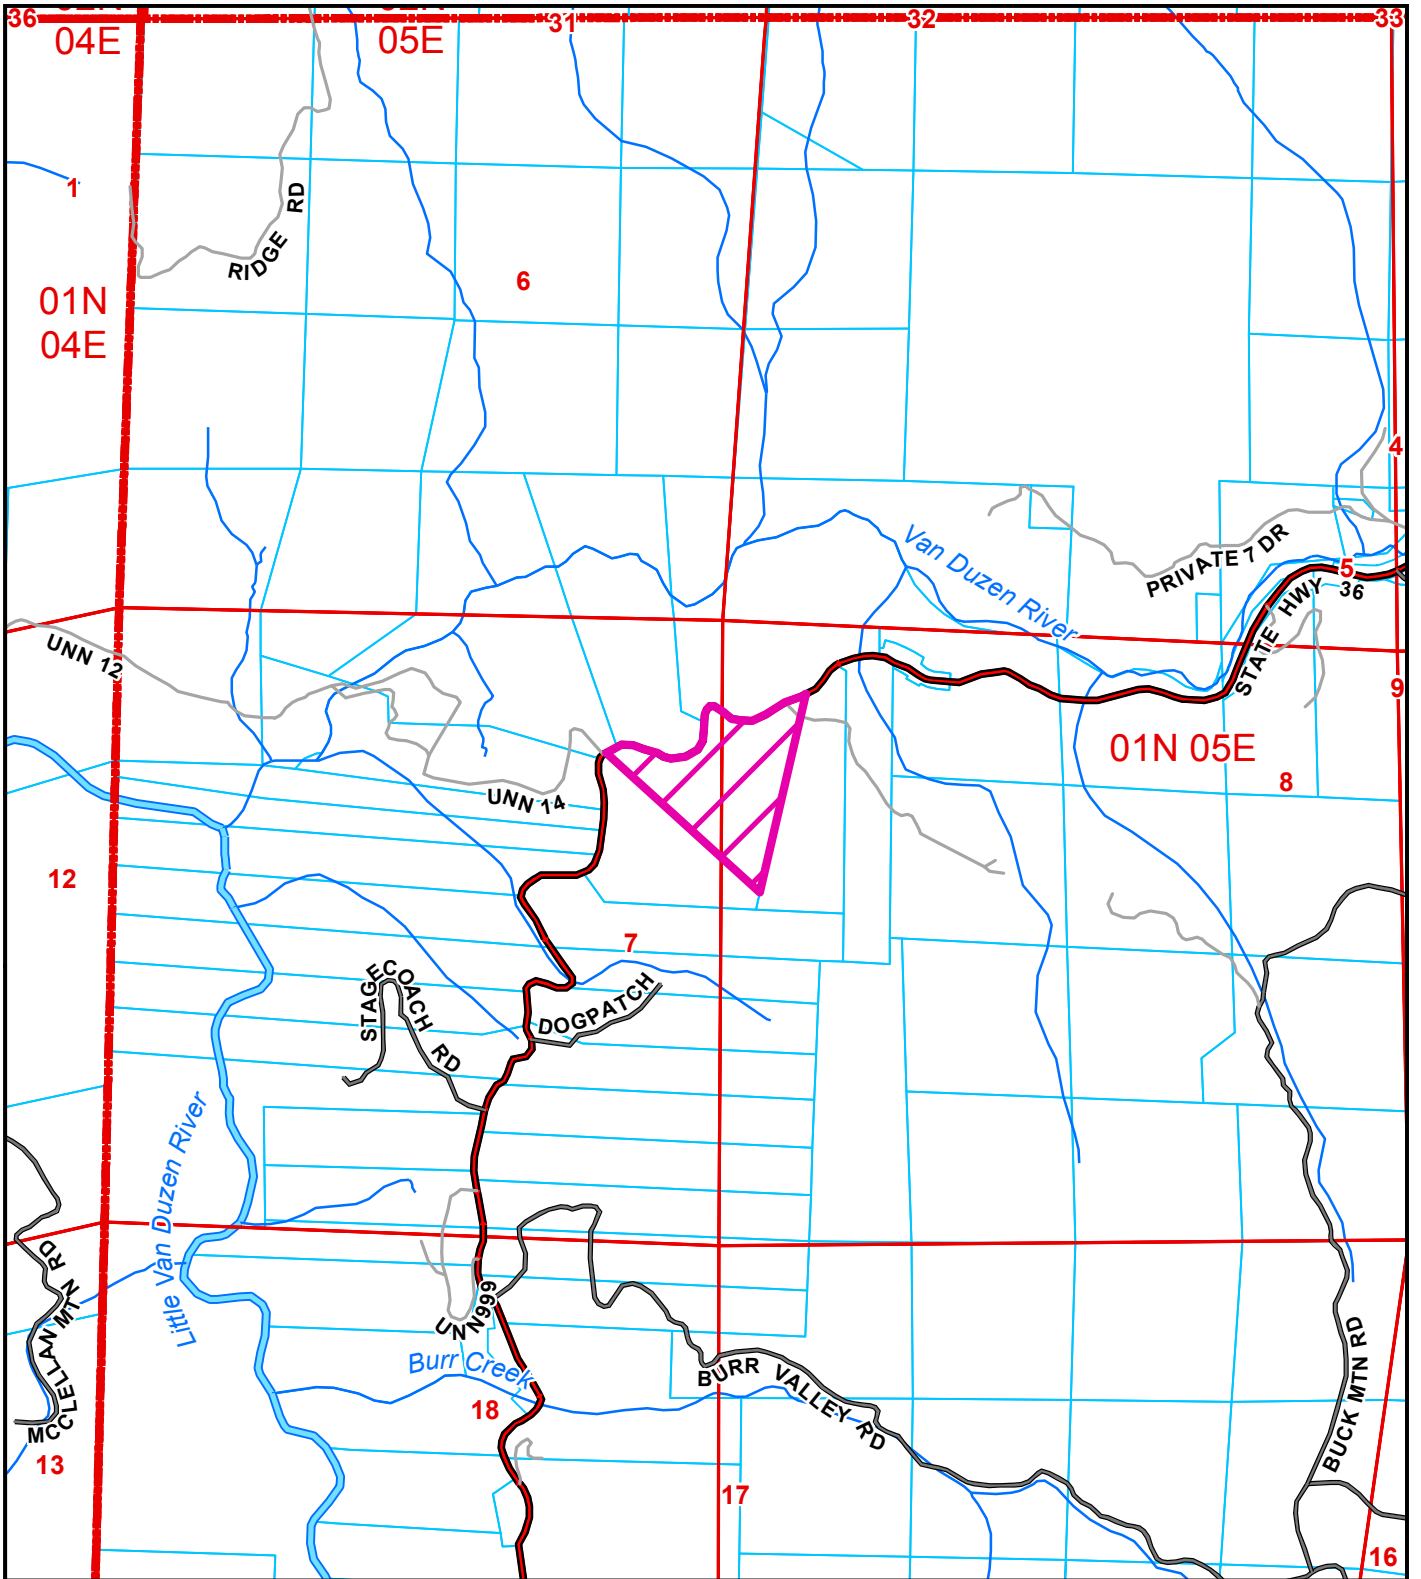 36
02N
04E
02N
05E
31
32
33
1
RIDGE RD
6
01N
04E
4
Van Duzen River
PRIVATE 7 DR
5
STATE HWY 36
UNN 12
9
01N 05E
8
UNN 14
12
7
STAGECOACH RD
DOGPATCH
Little Van Duzen River
MCCLELLAN MTN RD
UNN999
Burr Creek
BURR VALLEY RD
BUCK MTN RD
18
13
17
16